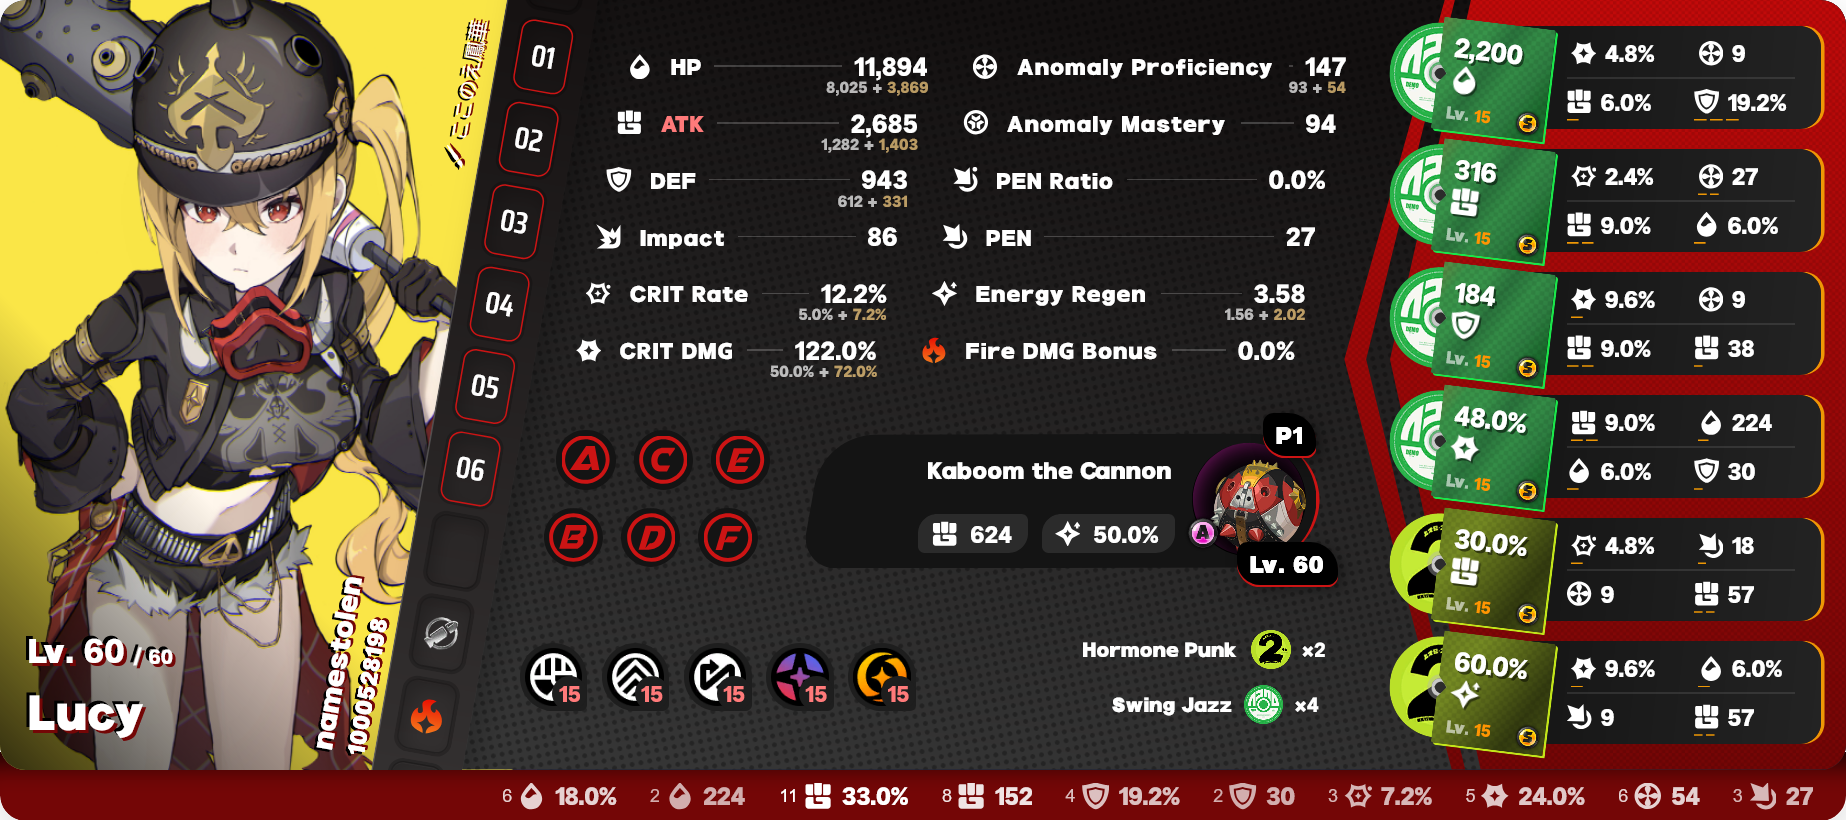 ここのえ鳳華
01
02
03
04
05
06
Lv. 60 / 60
Lucy
namestolen
1000528198
HP 11,894
8,025 + 3,869
ATK 2,685
1,282 + 1,403
DEF 943
612 + 331
Impact 86
CRIT Rate 12.2%
5.0% + 7.2%
CRIT DMG 122.0%
50.0% + 72.0%
Anomaly Proficiency 147
93 + 54
Anomaly Mastery 94
PEN Ratio 0.0%
PEN 27
Energy Regen 3.58
1.56 + 2.02
Fire DMG Bonus 0.0%
A C E
B D F
P1
Kaboom the Cannon
624 50.0%
A
Lv. 60
15 15 15 15 15
Hormone Punk 2 ×2
Swing Jazz ×4
2,200
Lv. 15 S
4.8% 9
6.0% 19.2%
316
Lv. 15 S
2.4% 27
9.0% 6.0%
184
Lv. 15 S
9.6% 9
9.0% 38
48.0%
Lv. 15 S
9.0% 224
6.0% 30
30.0%
Lv. 15 S
4.8% 18
9 57
60.0%
Lv. 15 S
9.6% 6.0%
9 57
6 18.0% 2 224 11 33.0% 8 152 4 19.2% 2 30 3 7.2% 5 24.0% 6 54 3 27